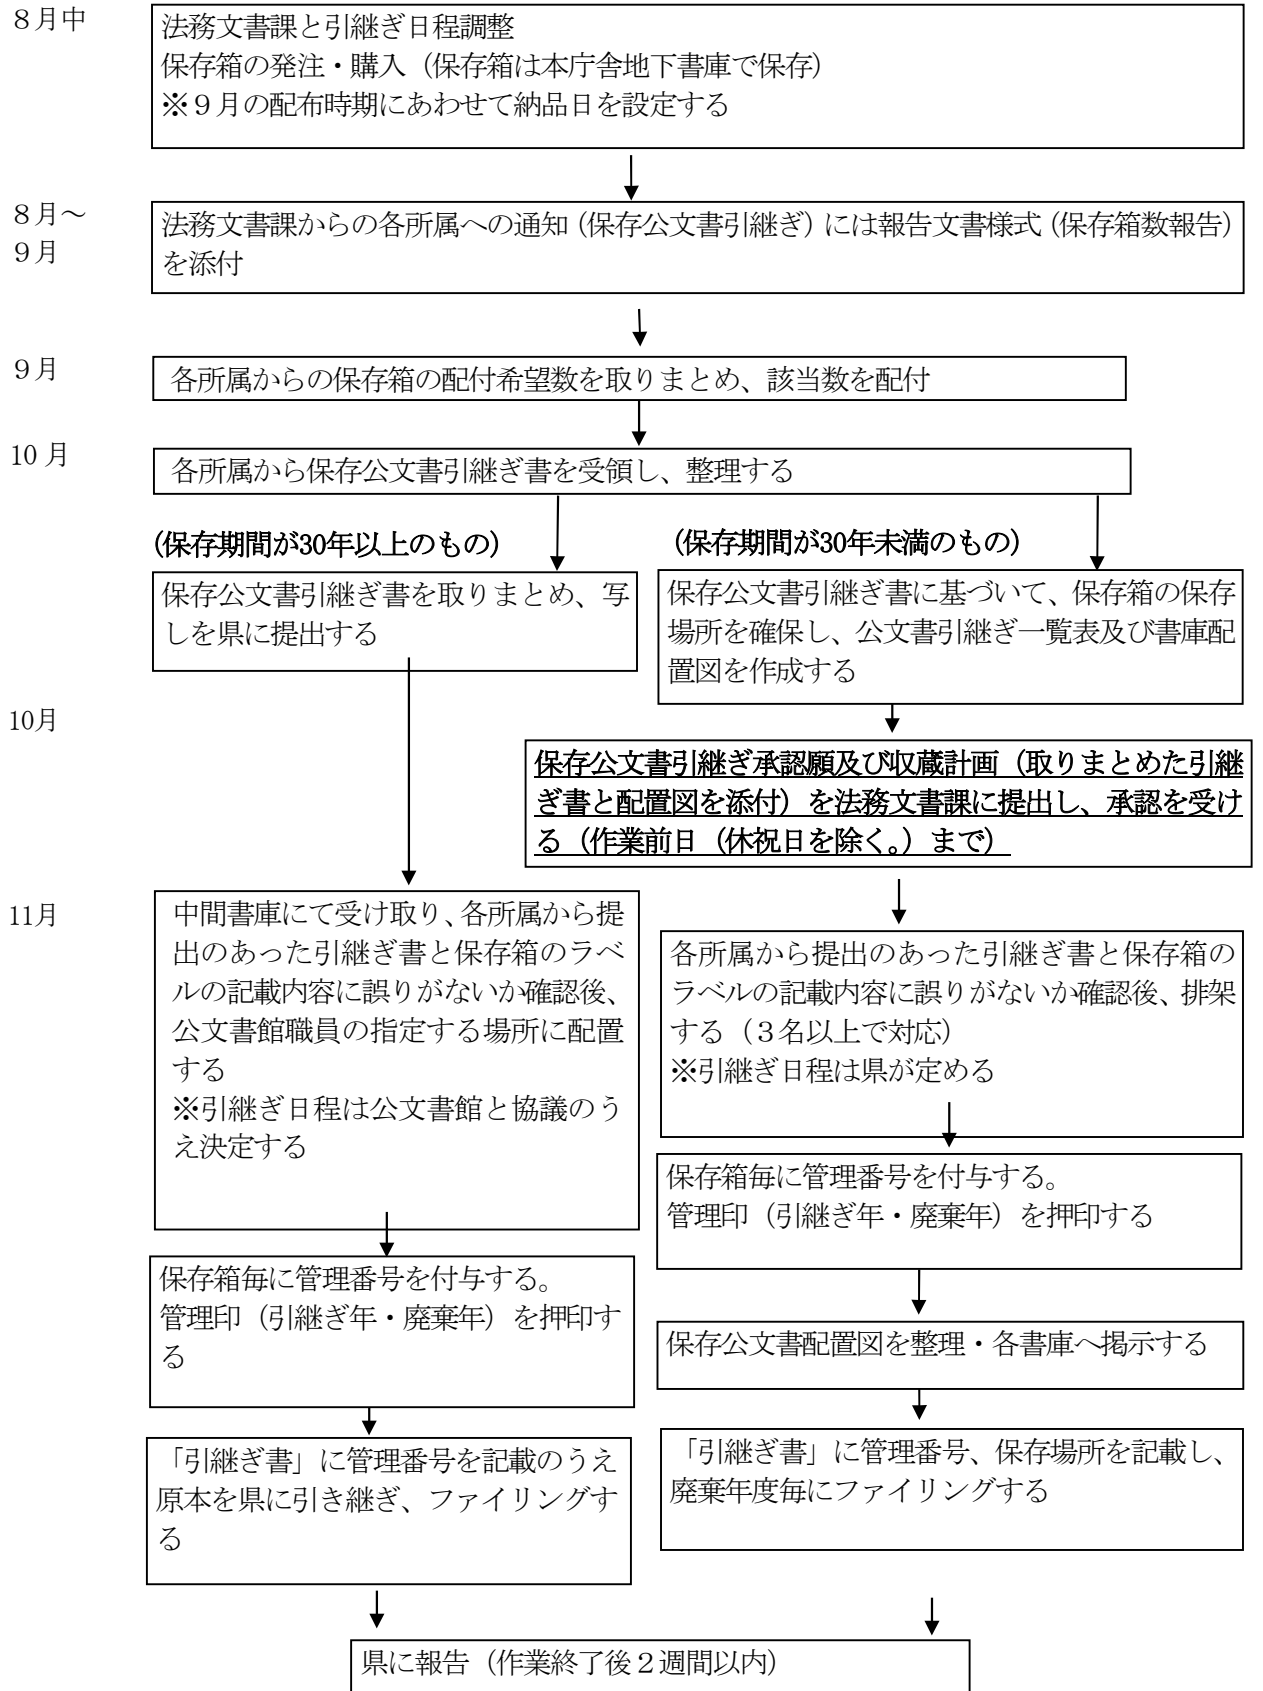 ８月中
法務文書課と引継ぎ日程調整
保存箱の発注・購入（保存箱は本庁舎地下書庫で保存）
※９月の配布時期にあわせて納品日を設定する
８月～
９月
法務文書課からの各所属への通知（保存公文書引継ぎ）には報告文書様式（保存箱数報告）
を添付
９月
各所属からの保存箱の配付希望数を取りまとめ、該当数を配付
10 月
各所属から保存公文書引継ぎ書を受領し、整理する
(保存期間が30年以上のもの)
保存公文書引継ぎ書を取りまとめ、写
しを県に提出する
(保存期間が30年未満のもの)
保存公文書引継ぎ書に基づいて、保存箱の保存
場所を確保し、公文書引継ぎ一覧表及び書庫配
置図を作成する
10月
保存公文書引継ぎ承認願及び収蔵計画（取りまとめた引継
ぎ書と配置図を添付）を法務文書課に提出し、承認を受け
る（作業前日（休祝日を除く。）まで）
11月
中間書庫にて受け取り、各所属から提
出のあった引継ぎ書と保存箱のラベ
ルの記載内容に誤りがないか確認後、
公文書館職員の指定する場所に配置
する
※引継ぎ日程は公文書館と協議のう
え決定する
各所属から提出のあった引継ぎ書と保存箱の
ラベルの記載内容に誤りがないか確認後、排架
する（３名以上で対応）
※引継ぎ日程は県が定める
保存箱毎に管理番号を付与する。
管理印（引継ぎ年・廃棄年）を押印す
る
保存箱毎に管理番号を付与する。
管理印（引継ぎ年・廃棄年）を押印する
保存公文書配置図を整理・各書庫へ掲示する
「引継ぎ書」に管理番号を記載のうえ
原本を県に引き継ぎ、ファイリングす
る
「引継ぎ書」に管理番号、保存場所を記載し、
廃棄年度毎にファイリングする
県に報告（作業終了後２週間以内）